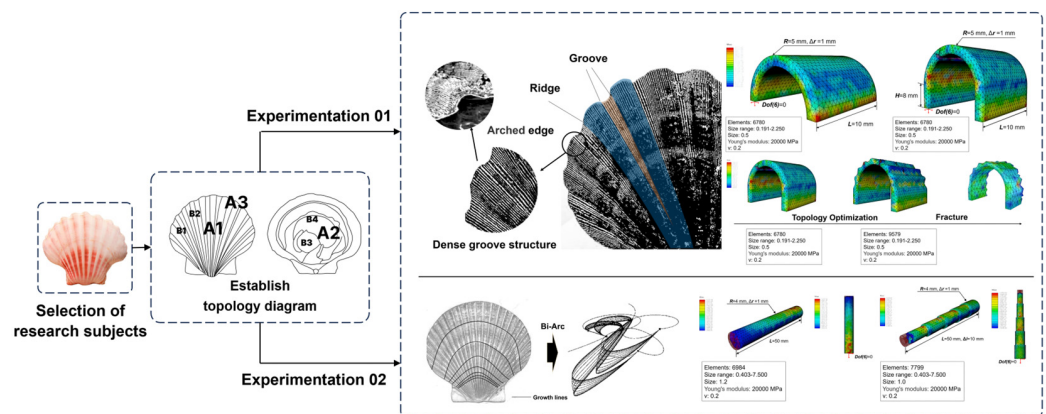 Selection of
research subjects
A3
B2
B1
A1
B4
A2
B3
Establish
topology diagram
Experimentation 01
Experimentation 02
Groove
Ridge
Arched edge
Dense groove structure
R=5 mm, Δr=1 mm
Dof(6)=0
L=10 mm
Elements: 6780
Size range: 0.191-2.250
Size: 0.5
Young's modulus: 20000 MPa
v: 0.2
R=5 mm, Δr=1 mm
H=8 mm
Dof(6)=0
L=10 mm
Elements: 6780
Size range: 0.191-2.250
Size: 0.5
Young's modulus: 20000 MPa
v: 0.2
Topology Optimization
Fracture
Elements: 6780
Size range: 0.191-2.250
Size: 0.5
Young's modulus: 20000 MPa
v: 0.2
Elements: 9579
Size range: 0.191-2.250
Size: 0.5
Young's modulus: 20000 MPa
v: 0.2
Growth lines
Bi-Arc
R=4 mm, Δr=1 mm
L=50 mm
Dof(6)=0
Elements: 6984
Size range: 0.403-7.500
Size: 1.2
Young's modulus: 20000 MPa
v: 0.2
R=4 mm, Δr=1 mm
L=50 mm, Δl=10 mm
Dof(6)=0
Elements: 7799
Size range: 0.403-7.500
Size: 1.0
Young's modulus: 20000 MPa
v: 0.2